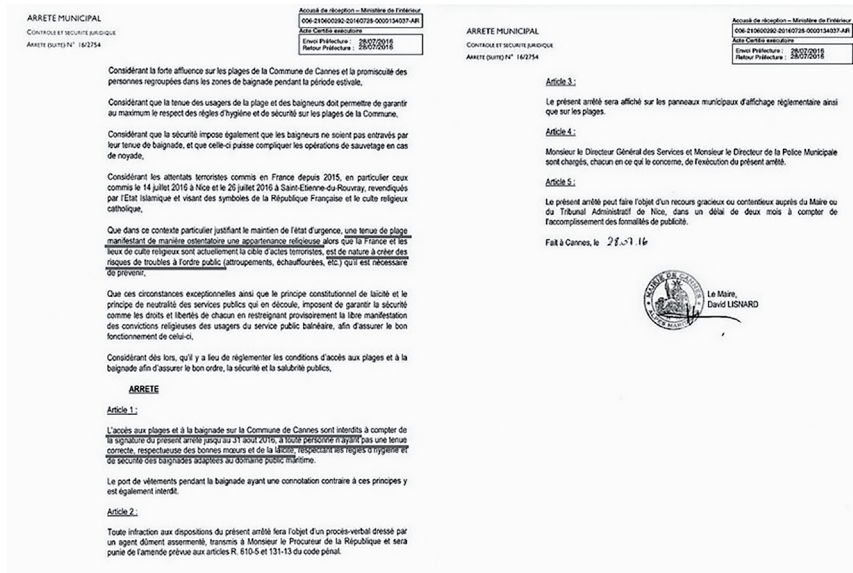 ARRETE MUNICIPAL
CONTROLE ET SECURITE JURIDIQUE
ARRETE (SUITE) N° 16/2754
Accusé de réception – Ministère de l'intérieur
006-210600292-20160728-0000134037-AR
Acte Certifié exécutoire
Envoi Préfecture : 28/07/2016
Retour Préfecture : 28/07/2016
Considérant la forte affluence sur les plages de la Commune de Cannes et la promiscuité des
personnes regroupées dans les zones de baignade pendant la période estivale,
Considérant que la tenue des usagers de la plage et des baigneurs doit permettre de garantir
au maximum le respect des règles d'hygiène et de sécurité sur les plages de la Commune,
Considérant que la sécurité impose également que les baigneurs ne soient pas entravés par
leur tenue de baignade, et que celle-ci puisse compliquer les opérations de sauvetage en cas
de noyade,
Considérant les attentats terroristes commis en France depuis 2015, en particulier ceux
commis le 14 juillet 2016 à Nice et le 26 juillet 2016 à Saint-Etienne-du-Rouvray, revendiqués
par l'Etat Islamique et visant des symboles de la République Française et le culte religieux
catholique,
Que dans ce contexte particulier justifiant le maintien de l'état d'urgence, une tenue de plage
manifestant de manière ostentatoire une appartenance religieuse alors que la France et les
lieux de culte religieux sont actuellement la cible d'actes terroristes, est de nature à créer des
risques de troubles à l'ordre public (attroupements, échauffourées, etc.) qu'il est nécessaire
de prévenir,
Que ces circonstances exceptionnelles ainsi que le principe constitutionnel de laïcité et le
principe de neutralité des services publics qui en découle, imposent de garantir la sécurité
comme les droits et libertés de chacun en restreignant provisoirement la libre manifestation
des convictions religieuses des usagers du service public balnéaire, afin d'assurer le bon
fonctionnement de celui-ci,
Considérant dès lors, qu'il y a lieu de règlementer les conditions d'accès aux plages et à la
baignade afin d'assurer le bon ordre, la sécurité et la salubrité publics,
ARRETE
Article 1 :
L'accès aux plages et à la baignade sur la Commune de Cannes sont interdits à compter de
la signature du présent arrêté jusqu'au 31 août 2016, à toute personne n'ayant pas une tenue
correcte, respectueuse des bonnes mœurs et de la laïcité, respectant les règles d'hygiène et
de sécurité des baignades adaptées au domaine public maritime.
Le port de vêtements pendant la baignade ayant une connotation contraire à ces principes y
est également interdit.
Article 2 :
Toute infraction aux dispositions du présent arrêté fera l'objet d'un procès-verbal dressé par
un agent dûment assermenté, transmis à Monsieur le Procureur de la République et sera
punie de l'amende prévue aux articles R. 610-5 et 131-13 du code pénal.
ARRETE MUNICIPAL
CONTROLE ET SECURITE JURIDIQUE
ARRETE (SUITE) N° 16/2754
Accusé de réception – Ministère de l'intérieur
006-210600292-20160728-0000134037-AR
Acte Certifié exécutoire
Envoi Préfecture : 28/07/2016
Retour Préfecture : 28/07/2016
Article 3 :
Le présent arrêté sera affiché sur les panneaux municipaux d'affichage règlementaire ainsi
que sur les plages.
Article 4 :
Monsieur le Directeur Général des Services et Monsieur le Directeur de la Police Municipale
sont chargés, chacun en ce qui le concerne, de l'exécution du présent arrêté.
Article 5 :
Le présent arrêté peut faire l'objet d'un recours gracieux ou contentieux auprès du Maire ou
du Tribunal Administratif de Nice, dans un délai de deux mois à compter de
l'accomplissement des formalités de publicité.
Fait à Cannes, le 28.07.16
MAIRIE DE CANNES
Le Maire,
David LISNARD